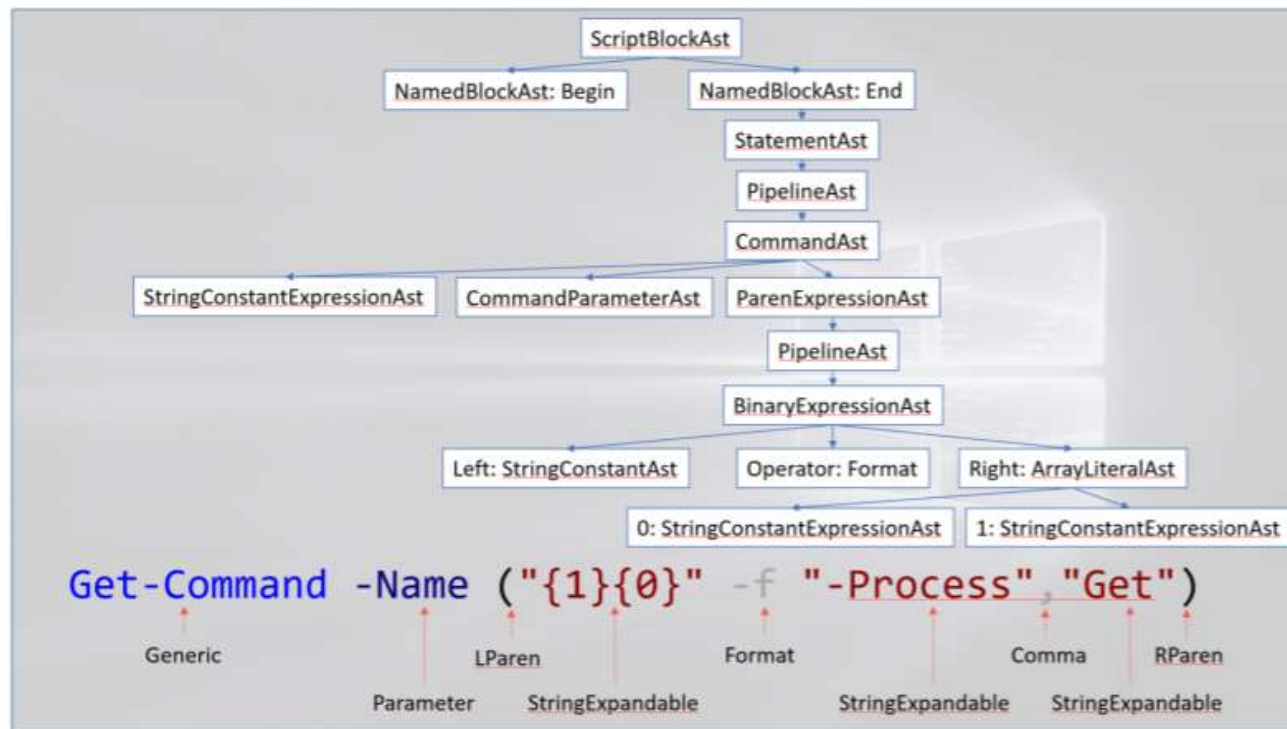 ScriptBlockAst
NamedBlockAst: Begin NamedBlockAst: End
StatementAst
PipelineAst
CommandAst
StringConstantExpressionAst CommandParameterAst ParenExpressionAst
PipelineAst
BinaryExpressionAst
Left: StringConstantAst Operator: Format Right: ArrayLiteralAst
0: StringConstantExpressionAst 1: StringConstantExpressionAst
Get-Command -Name ("{1}{0}" -f "-Process","Get")
Generic LParen Format Comma RParen
Parameter StringExpandable StringExpandable StringExpandable